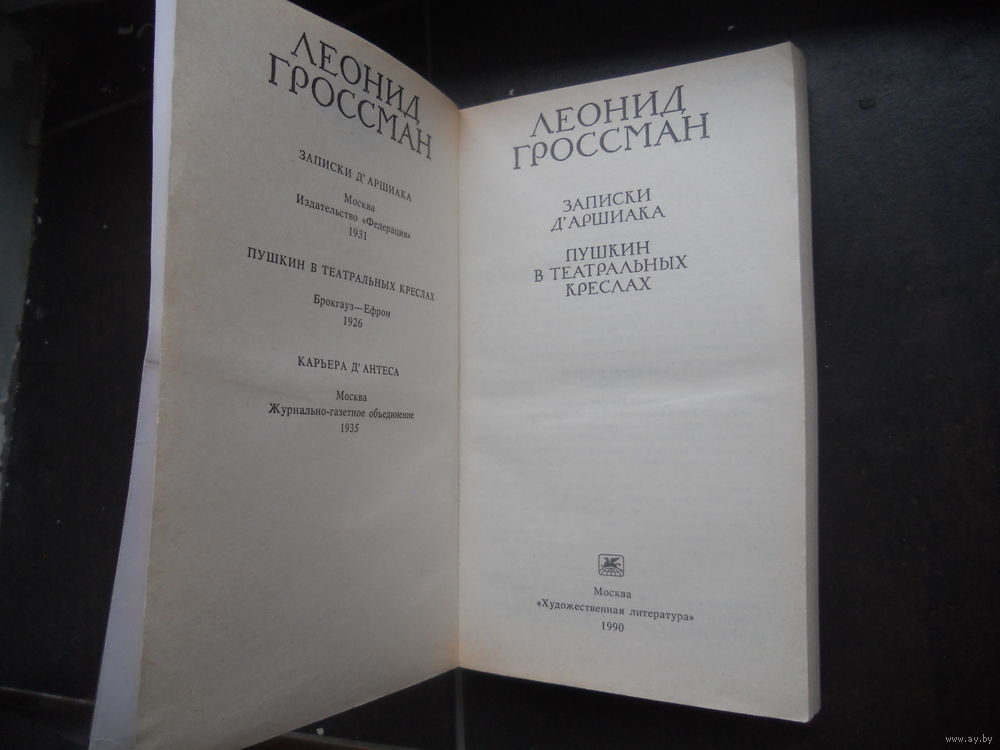 ЛЕОНИД
ГРОССМАН
ЗАПИСКИ Д'АРШИАКА
Москва
Издательство «Федерация»
1931
ПУШКИН В ТЕАТРАЛЬНЫХ КРЕСЛАХ
Брокгауз—Ефрон
1926
КАРЬЕРА Д'АНТЕСА
Москва
Журнально-газетное объединение
1935
ЛЕОНИД
ГРОССМАН
ЗАПИСКИ
Д'АРШИАКА
ПУШКИН
В ТЕАТРАЛЬНЫХ
КРЕСЛАХ
Москва
«Художественная литература»
1990
www.ay.by